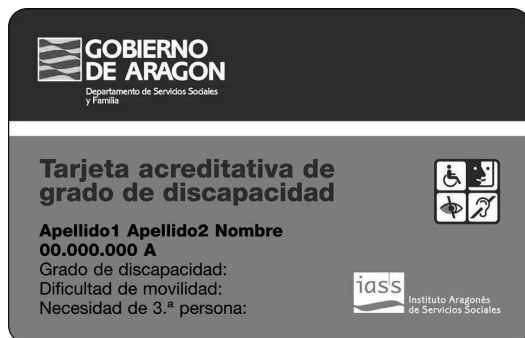 GOBIERNO
DE ARAGON
Departamento de Servicios Sociales
y Familia
Tarjeta acreditativa de
grado de discapacidad
Apellido1 Apellido2 Nombre
00.000.000 A
Grado de discapacidad:
Dificultad de movilidad:
Necesidad de 3.ª persona:
iass
Instituto Aragonés
de Servicios Sociales